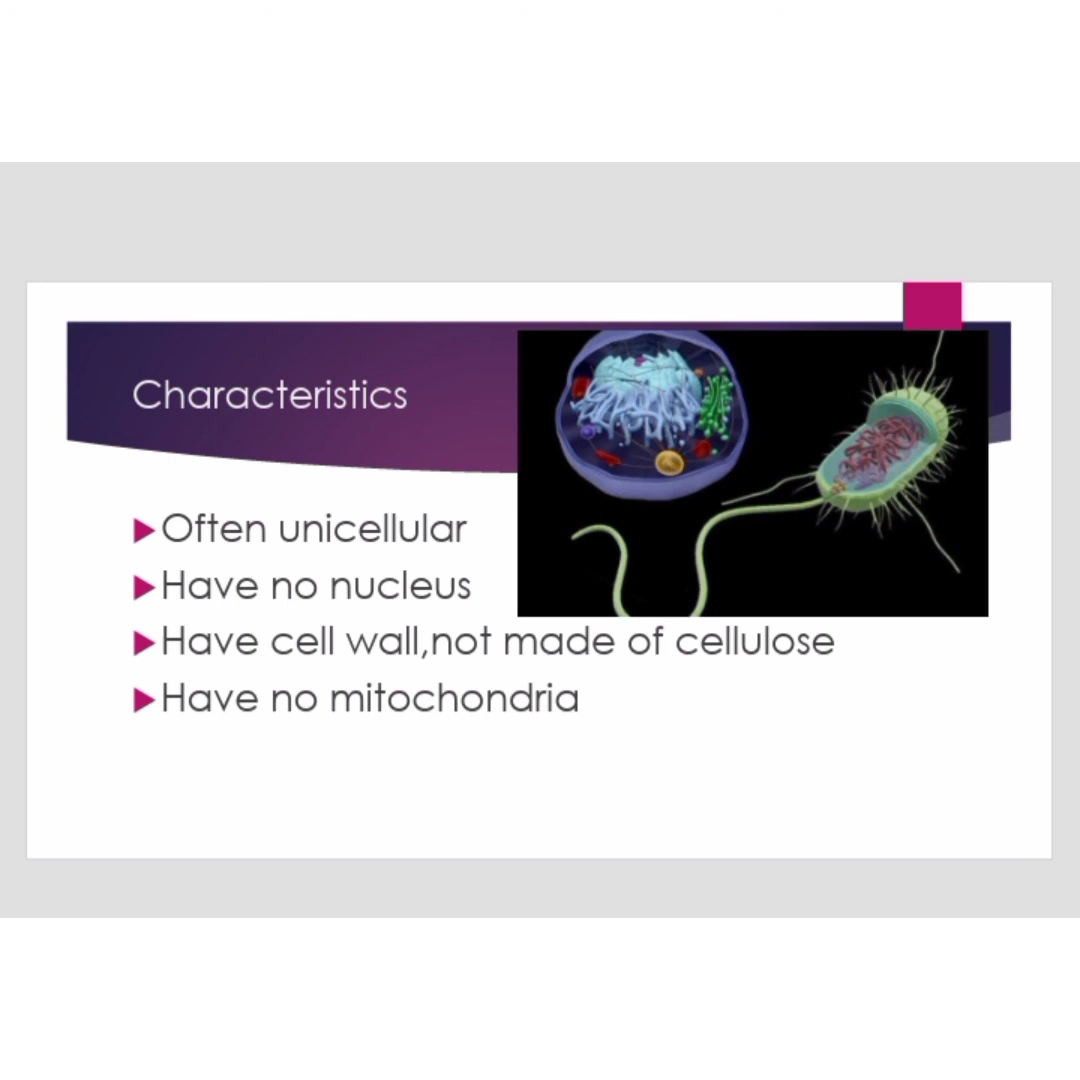 Characteristics
Often unicellular
Have no nucleus
Have cell wall,not made of cellulose
Have no mitochondria